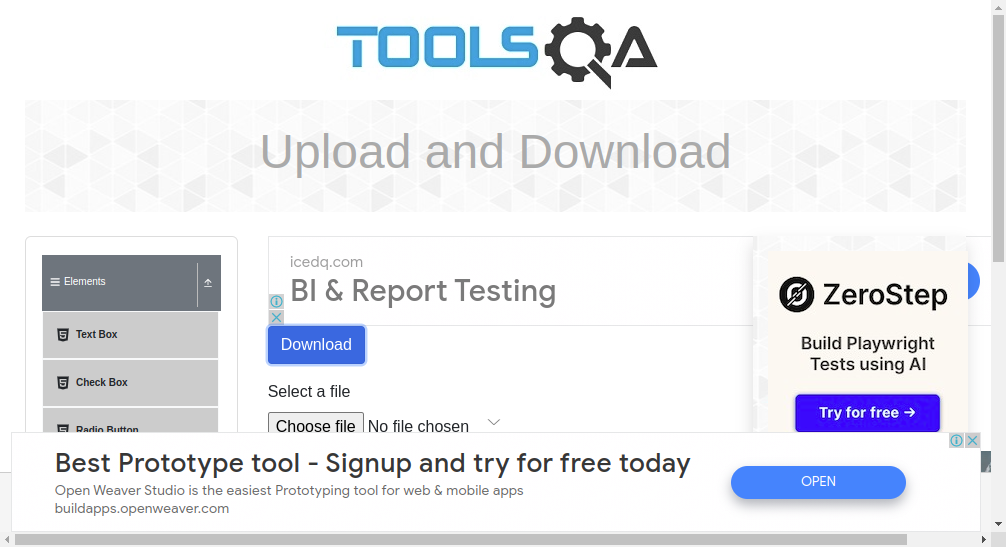 TOOLSQA
Upload and Download
Elements
Text Box
Check Box
Radio Button
icedq.com
BI & Report Testing
Download
Select a file
Choose file No file chosen
ZeroStep
Build Playwright
Tests using AI
Try for free →
Best Prototype tool - Signup and try for free today
Open Weaver Studio is the easiest Prototyping tool for web & mobile apps
buildapps.openweaver.com
OPEN